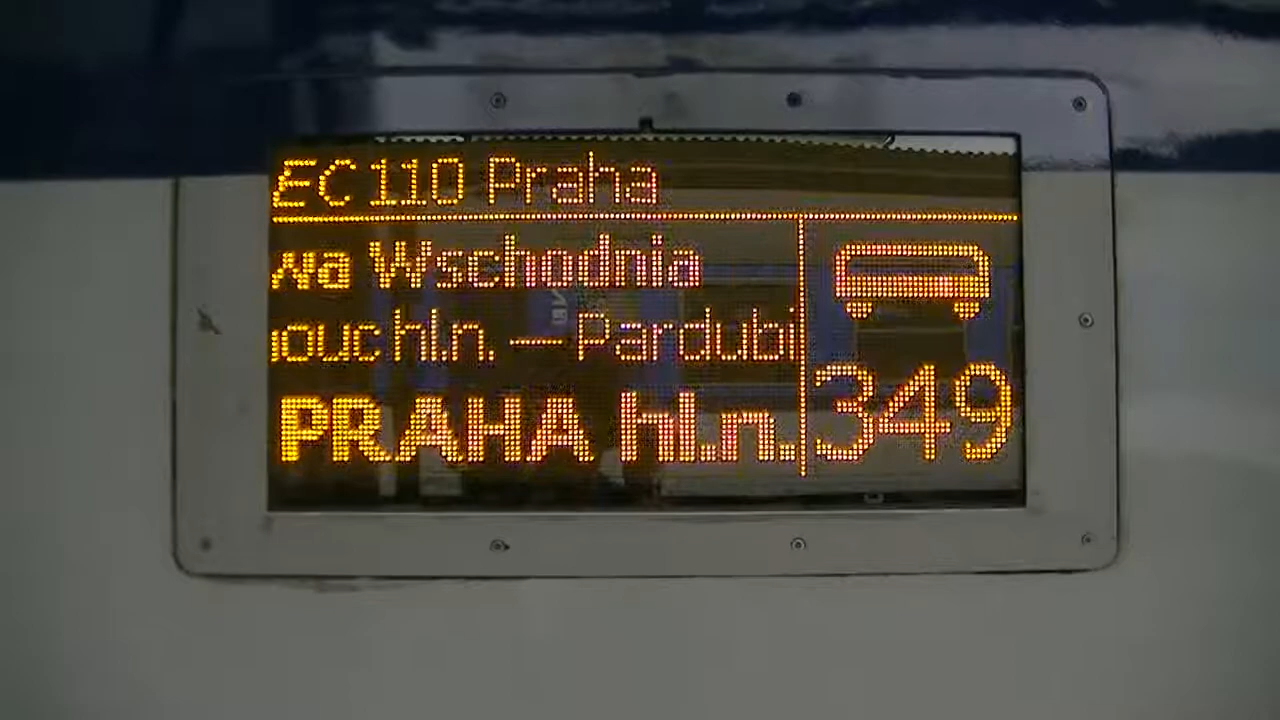 EC 110 Praha
wa Wschodnia
ouc hl.n. — Pardubi
PRAHA hl.n.
349